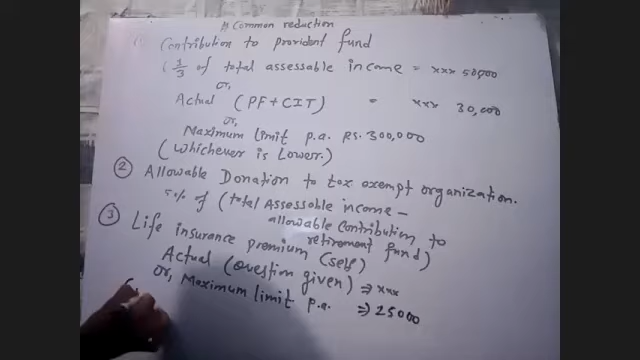 # Common reduction
① Contribution to provident fund
( 1/3 of total assessable income = xxx 50,000
or,
Actual (PF + CIT) = xxx 30,000
or,
Maximum limit p.a. Rs. 300,000
(Whichever is Lower.)
② Allowable Donation to tax exempt organization.
5% of (total Assessable income -
allowable contribution to
retirement fund)
③ Life insurance premium (self)
Actual (question given) ⇒ xxx
or, Maximum limit p.a. ⇒ 25000